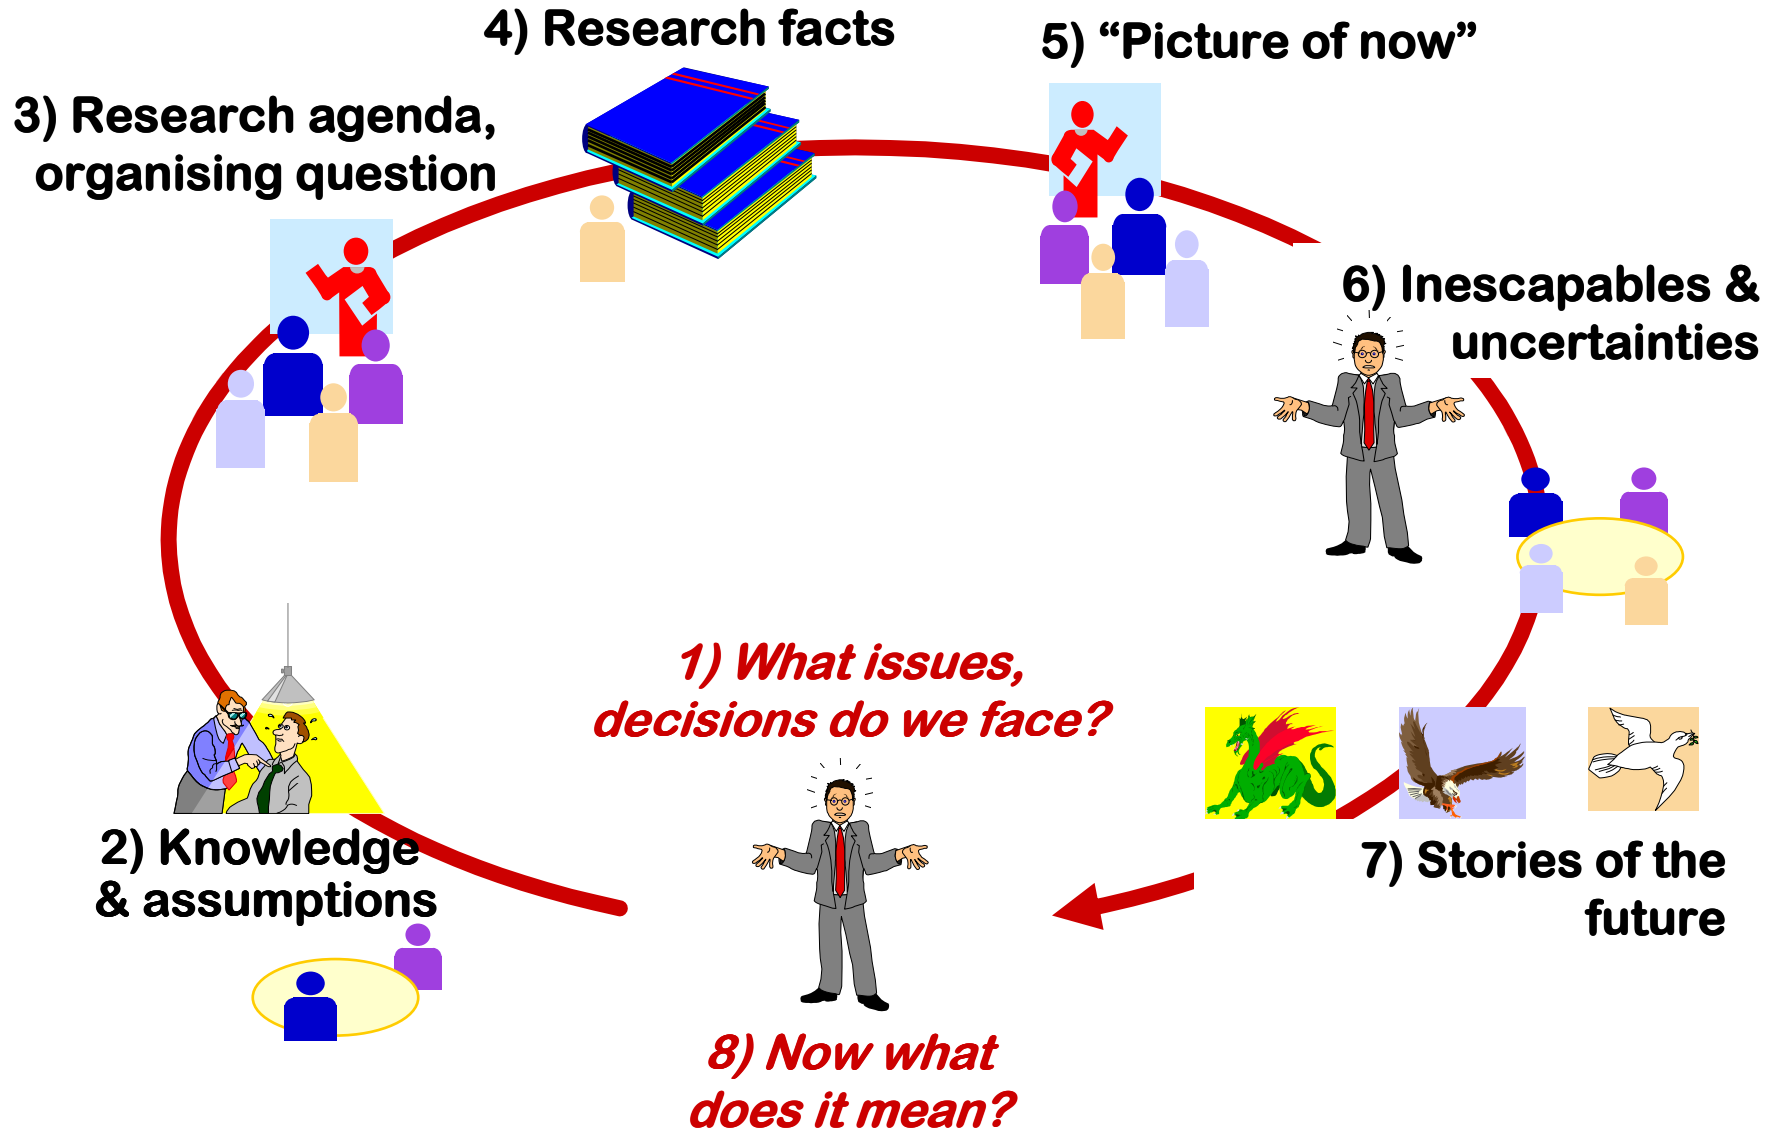 1) What issues,
decisions do we face?
2) Knowledge
& assumptions
3) Research agenda,
organising question
4) Research facts
5) “Picture of now”
6) Inescapables &
uncertainties
7) Stories of the
future
8) Now what
does it mean?